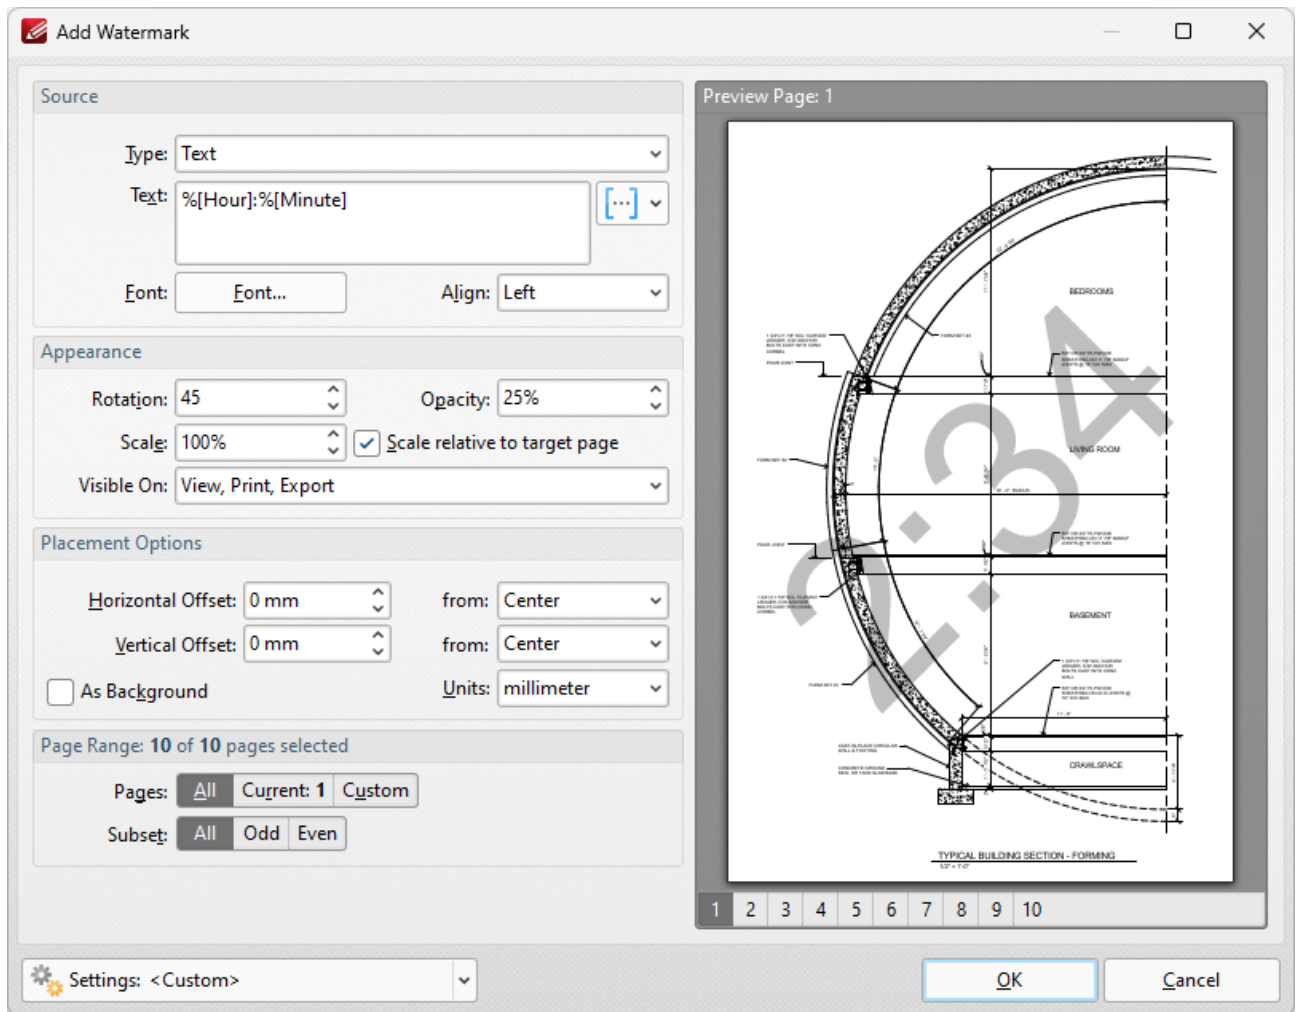 Add Watermark
Source
Type: Text
Text: %[Hour]:%[Minute]
Font: Font... Align: Left
Appearance
Rotation: 45 Opacity: 25%
Scale: 100% Scale relative to target page
Visible On: View, Print, Export
Placement Options
Horizontal Offset: 0 mm from: Center
Vertical Offset: 0 mm from: Center
As Background Units: millimeter
Page Range: 10 of 10 pages selected
Pages: All Current: 1 Custom
Subset: All Odd Even
Preview Page: 1
BEDROOMS
LIVING ROOM
2:34
BASEMENT
CRAWLSPACE
TYPICAL BUILDING SECTION - FORMING
1 2 3 4 5 6 7 8 9 10
Settings: <Custom>
OK Cancel